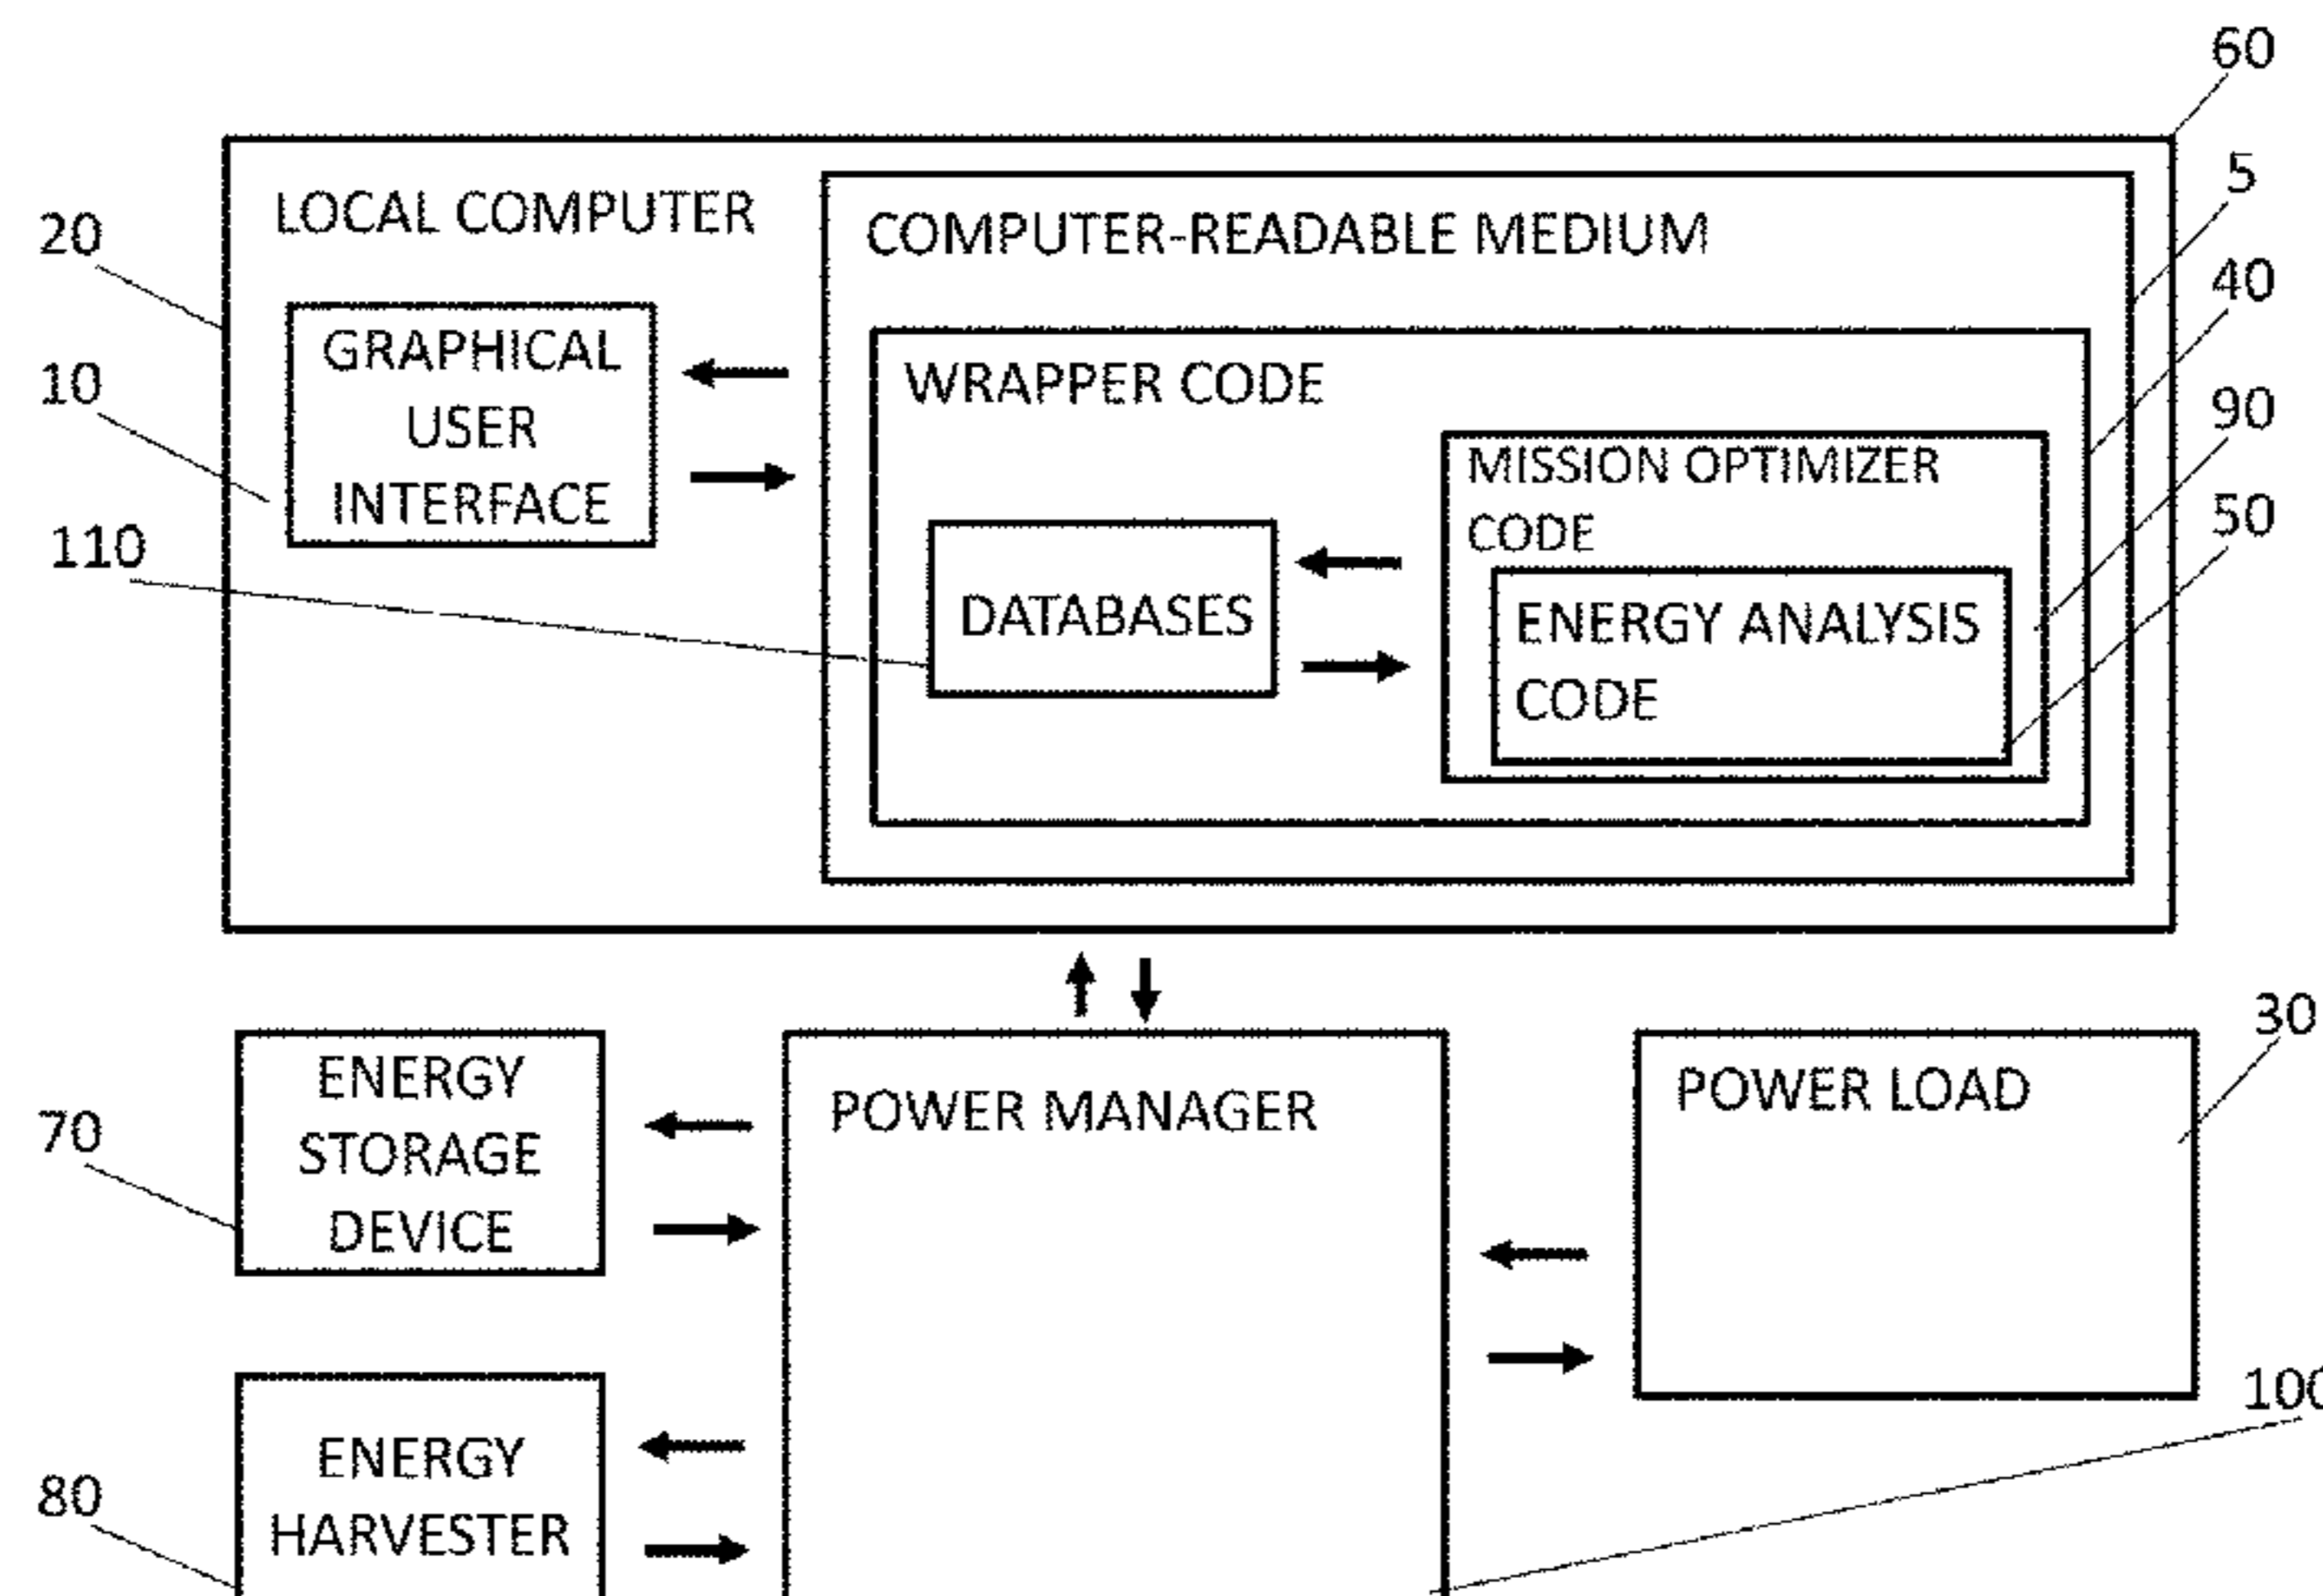 60
5
LOCAL COMPUTER
COMPUTER-READABLE MEDIUM
20
40
GRAPHICAL
USER
INTERFACE
10
WRAPPER CODE
90
MISSION OPTIMIZER
CODE
50
110
DATABASES
ENERGY ANALYSIS
CODE
30
ENERGY
STORAGE
DEVICE
70
POWER MANAGER
POWER LOAD
100
ENERGY
HARVESTER
80